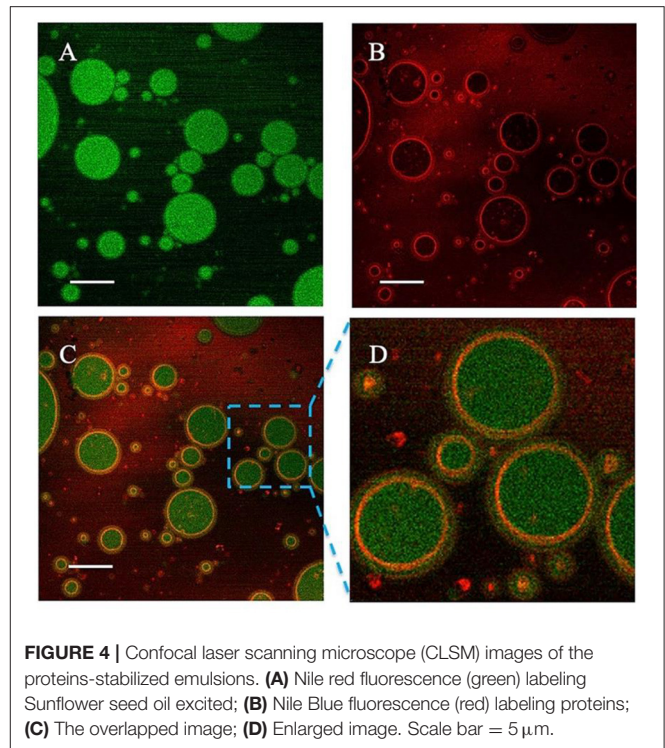 A
B
C
D
FIGURE 4 | Confocal laser scanning microscope (CLSM) images of the
proteins-stabilized emulsions. (A) Nile red fluorescence (green) labeling
Sunflower seed oil excited; (B) Nile Blue fluorescence (red) labeling proteins;
(C) The overlapped image; (D) Enlarged image. Scale bar = 5 μm.